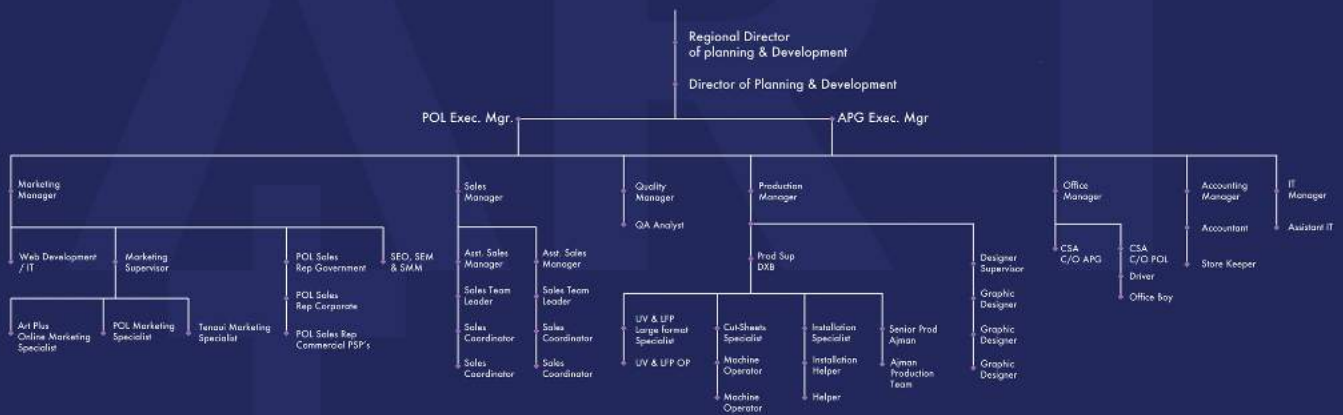 Regional Director
of planning & Development
Director of Planning & Development
POL Exec. Mgr.
APG Exec. Mgr
Marketing
Manager
Sales
Manager
Quality
Manager
Production
Manager
Office
Manager
Accounting
Manager
IT
Manager
QA Analyst
Accountant
Assistant IT
Web Development
/ IT
Marketing
Supervisor
POL Sales
Rep Government
SEO, SEM
& SMM
Asst. Sales
Manager
Asst. Sales
Manager
Prod Sup
DXB
Designer
Supervisor
CSA
C/O APG
CSA
C/O POL
Store Keeper
Driver
Office Boy
POL Sales
Rep Corporate
Sales Team
Leader
Sales Team
Leader
Graphic
Designer
Art Plus
Online Marketing
Specialist
POL Marketing
Specialist
Tenaui Marketing
Specialist
POL Sales Rep
Commercial PSP's
Sales
Coordinator
Sales
Coordinator
UV & LFP
Large format
Specialist
Cut-Sheets
Specialist
Installation
Specialist
Senior Prod
Ajman
Graphic
Designer
Sales
Coordinator
Sales
Coordinator
UV & LFP OP
Machine
Operator
Installation
Helper
Ajman
Production
Team
Graphic
Designer
Machine
Operator
Helper